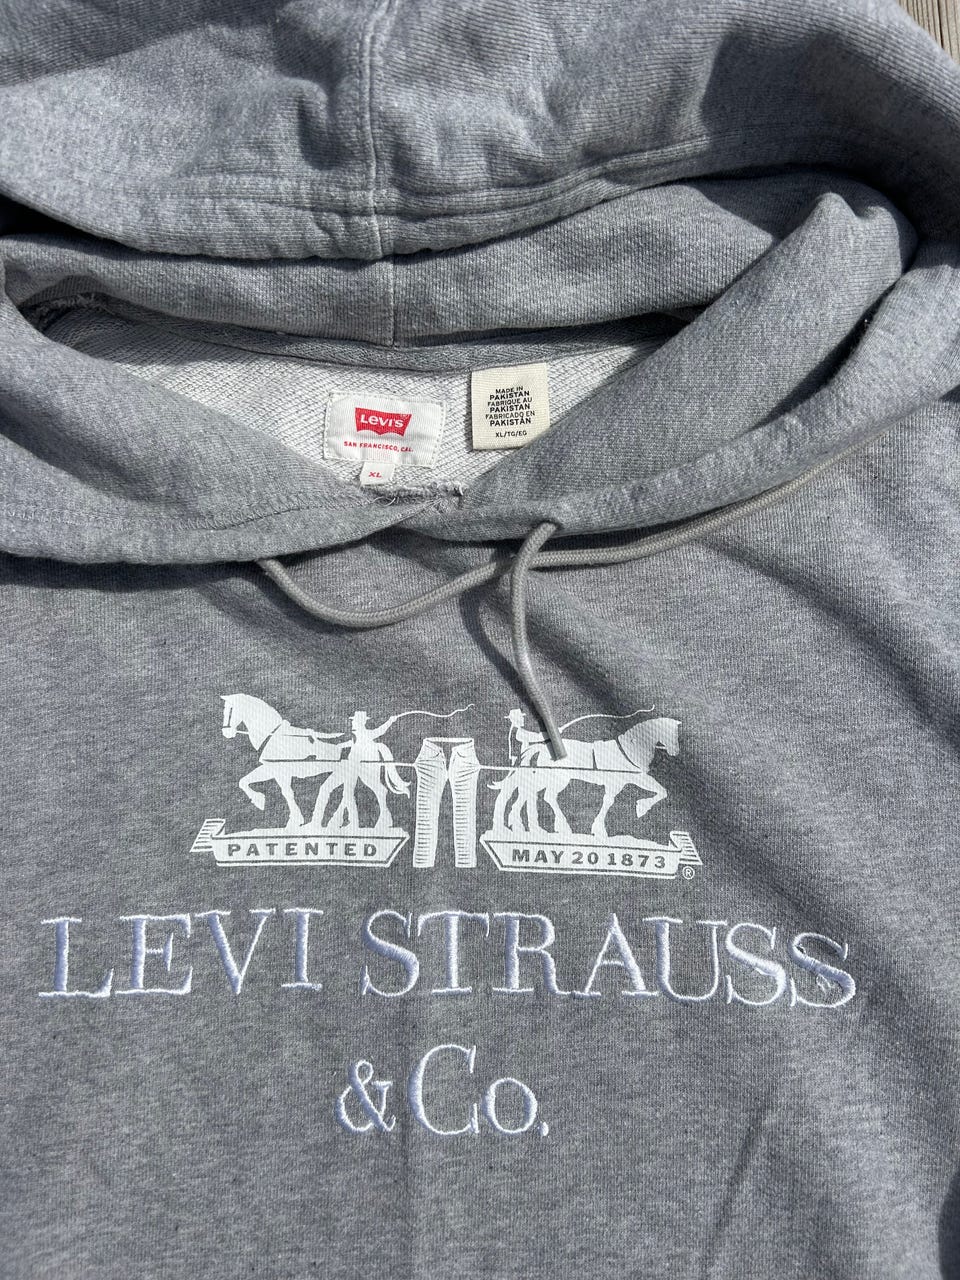 Levi's
SAN FRANCISCO, CAL.
XL
MADE IN
PAKISTAN
FABRIQUE AU
PAKISTAN
FABRICADO EN
PAKISTÁN
XL/TG/EG
PATENTED
MAY 20 1873
®
LEVI STRAUSS
& Co.